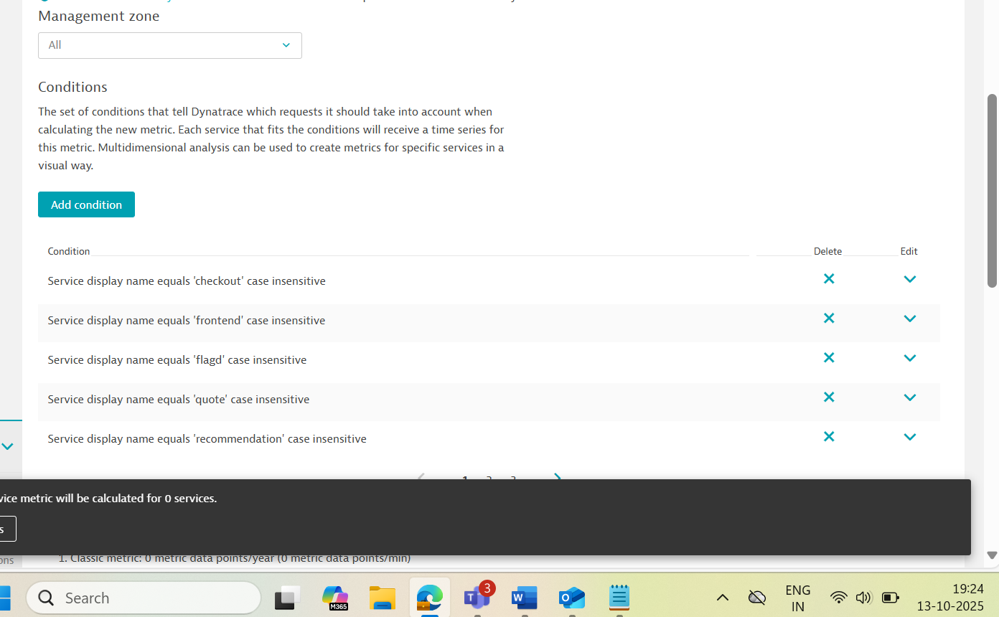 Management zone
All
Conditions
The set of conditions that tell Dynatrace which requests it should take into account when
calculating the new metric. Each service that fits the conditions will receive a time series for
this metric. Multidimensional analysis can be used to create metrics for specific services in a
visual way.
Add condition
Condition Delete Edit
Service display name equals 'checkout' case insensitive
Service display name equals 'frontend' case insensitive
Service display name equals 'flagd' case insensitive
Service display name equals 'quote' case insensitive
Service display name equals 'recommendation' case insensitive
1 2 3
vice metric will be calculated for 0 services.
s
ons
1. Classic metric: 0 metric data points/year (0 metric data points/min)
Search
M365
T
3
W
O
ENG
IN
19:24
13-10-2025